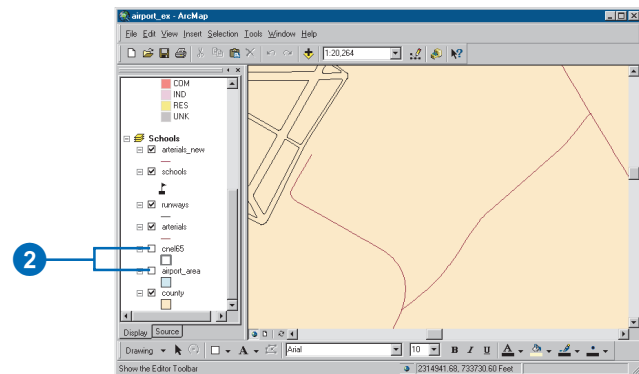 airport_ex - ArcMap
File Edit View Insert Selection Tools Window Help
1:20,264
COM
IND
RES
UNK
Schools
arterials_new
schools
runways
arterials
cnel65
airport_area
county
2
Display Source
Drawing A Arial 10 B I U A
Show the Editor Toolbar 2314941.68, 733730.60 Feet